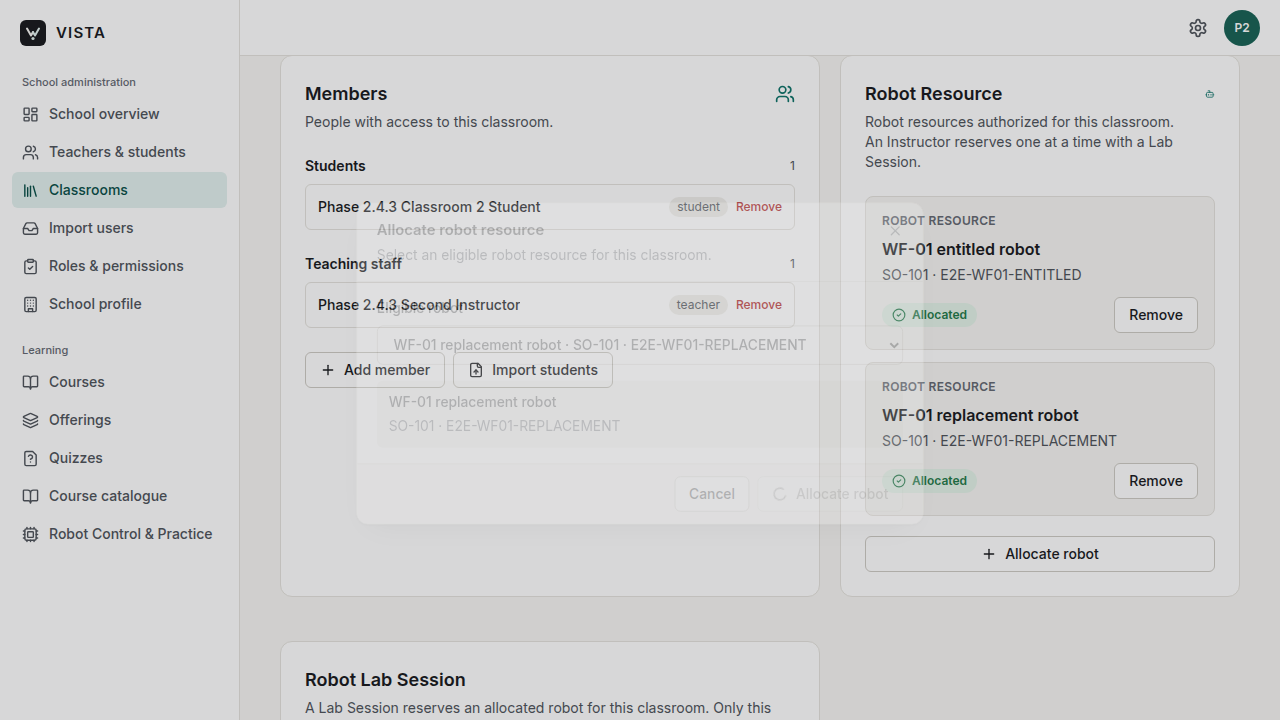 VISTA
P2
School administration
School overview
Teachers & students
Classrooms
Import users
Roles & permissions
School profile
Learning
Courses
Offerings
Quizzes
Course catalogue
Robot Control & Practice
Members
People with access to this classroom.
Students 1
Phase 2.4.3 Classroom 2 Student student Remove
Teaching staff 1
Phase 2.4.3 Second Instructor teacher Remove
Add member Import students
Allocate robot resource
Select an eligible robot resource for this classroom.
Eligible robot
WF-01 replacement robot · SO-101 · E2E-WF01-REPLACEMENT
WF-01 replacement robot
SO-101 · E2E-WF01-REPLACEMENT
Cancel Allocate robot
Robot Resource
Robot resources authorized for this classroom.
An Instructor reserves one at a time with a Lab
Session.
ROBOT RESOURCE
WF-01 entitled robot
SO-101 · E2E-WF01-ENTITLED
Allocated Remove
ROBOT RESOURCE
WF-01 replacement robot
SO-101 · E2E-WF01-REPLACEMENT
Allocated Remove
Allocate robot
Robot Lab Session
A Lab Session reserves an allocated robot for this classroom. Only this